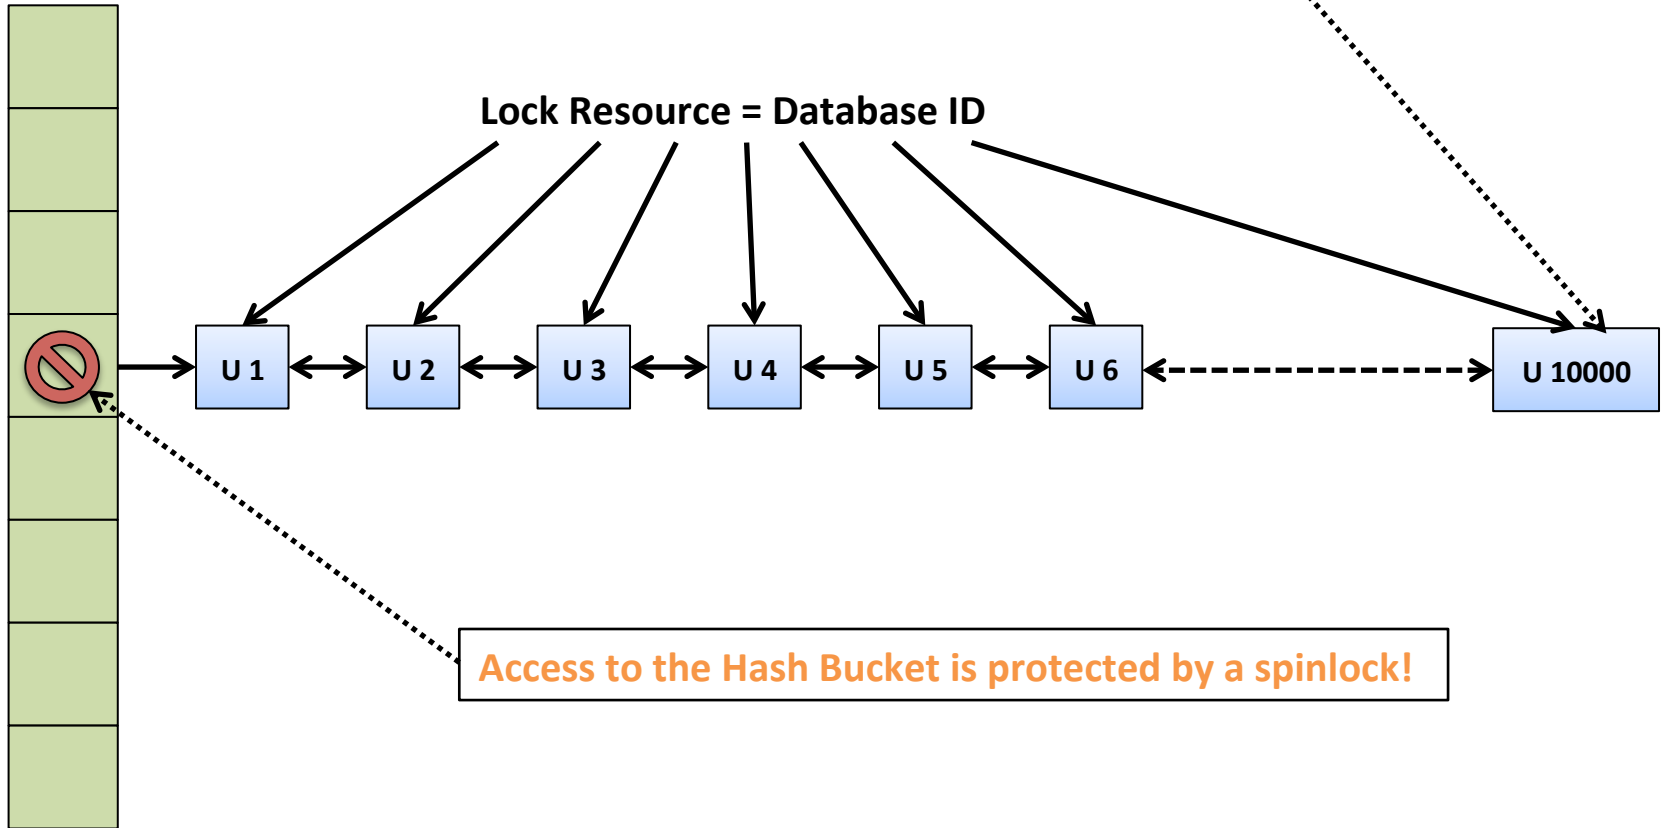 Lock Resource = Database ID
U 1
U 2
U 3
U 4
U 5
U 6
U 10000
Access to the Hash Bucket is protected by a spinlock!